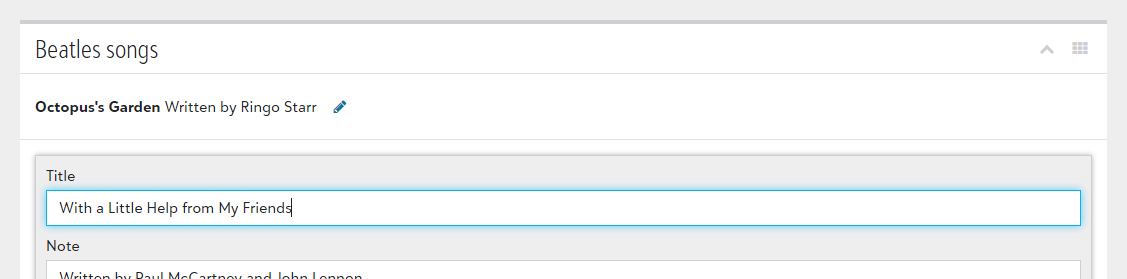 Beatles songs
Octopus's Garden Written by Ringo Starr
Title
With a Little Help from My Friends
Note
Written by Paul McCartney and John Lennon